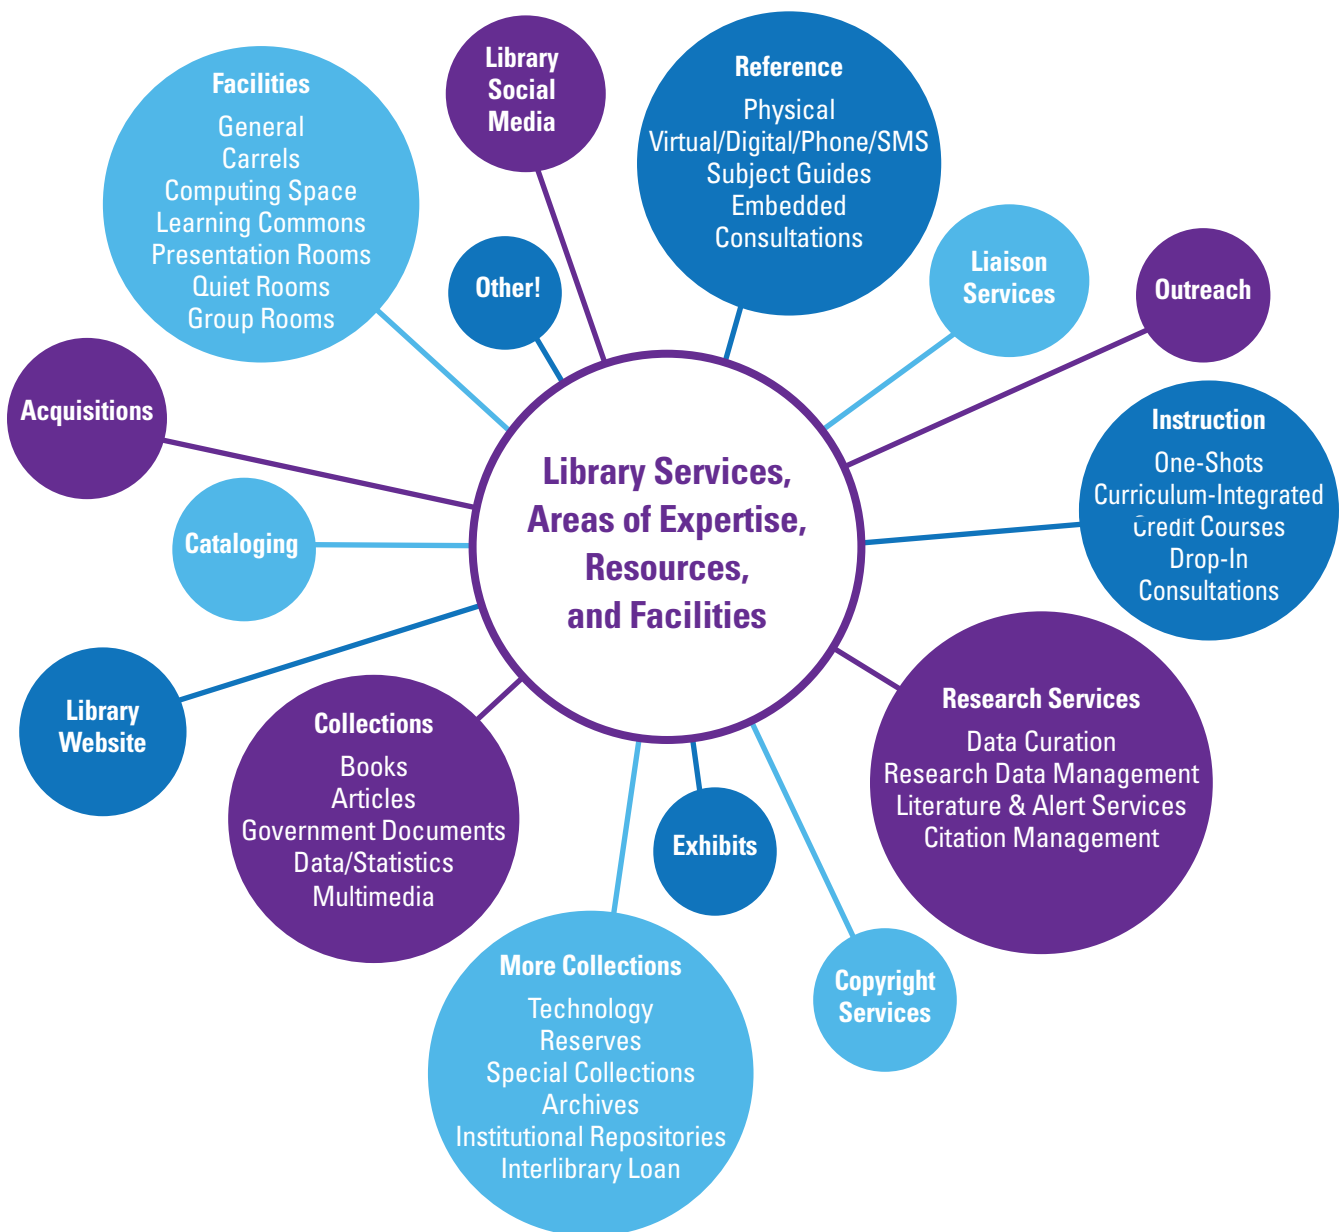 Library
Social
Media
Reference
Physical
Virtual/Digital/Phone/SMS
Subject Guides
Embedded
Consultations
Facilities
General
Carrels
Computing Space
Learning Commons
Presentation Rooms
Quiet Rooms
Group Rooms
Other!
Liaison
Services
Outreach
Acquisitions
Instruction
One-Shots
Curriculum-Integrated
Credit Courses
Drop-In
Consultations
Library Services,
Areas of Expertise,
Resources,
and Facilities
Cataloging
Library
Website
Collections
Books
Articles
Government Documents
Data/Statistics
Multimedia
Research Services
Data Curation
Research Data Management
Literature & Alert Services
Citation Management
Exhibits
More Collections
Technology
Reserves
Special Collections
Archives
Institutional Repositories
Interlibrary Loan
Copyright
Services